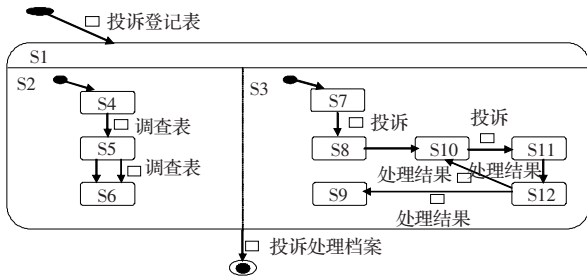 投诉登记表
S1
S2
S3
S4
S7
调查表
投诉
投诉
S5
S8
S10
S11
调查表
处理结果
处理结果
S6
S9
S12
处理结果
投诉处理档案